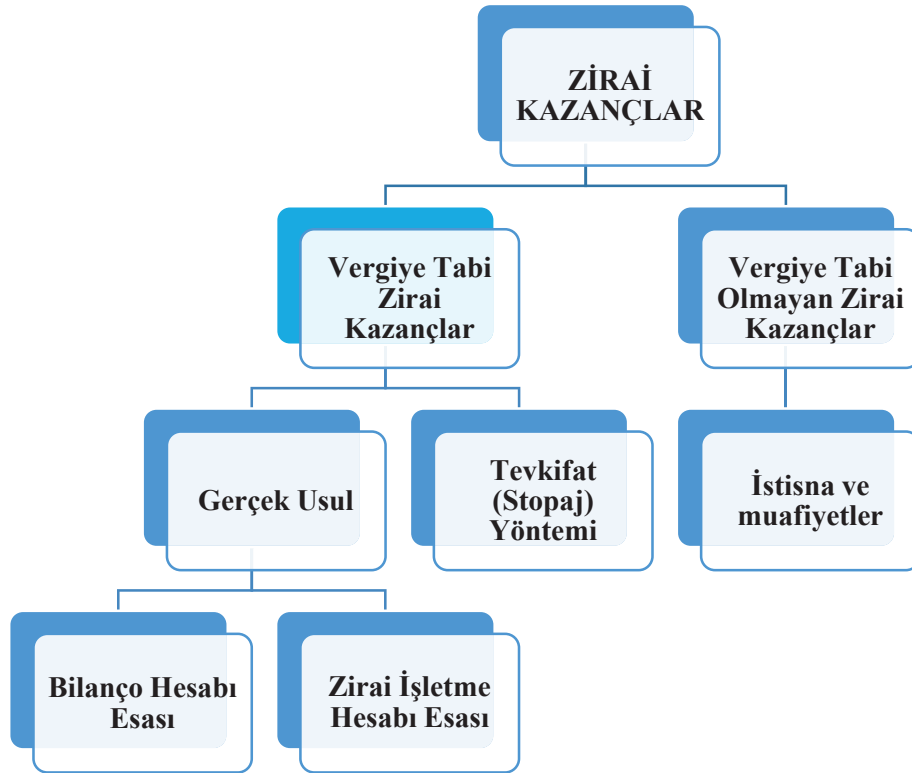 ZİRAİ
KAZANÇLAR
Vergiye Tabi
Zirai
Kazançlar
Vergiye Tabi
Olmayan Zirai
Kazançlar
Gerçek Usul
Tevkifat
(Stopaj)
Yöntemi
İstisna ve
muafiyetler
Bilanço Hesabı
Esası
Zirai İşletme
Hesabı Esası